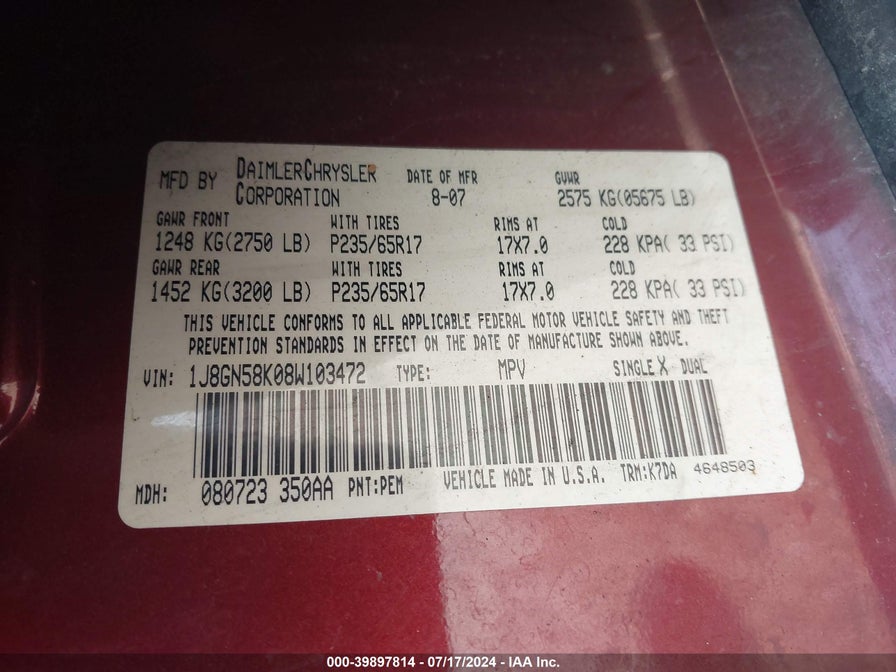 MFD BY DAIMLERCHRYSLER CORPORATION DATE OF MFR 8-07 GVWR 2575 KG(05675 LB)
GAWR FRONT WITH TIRES RIMS AT COLD
1248 KG(2750 LB) P235/65R17 17X7.0 228 KPA( 33 PSI)
GAWR REAR WITH TIRES RIMS AT COLD
1452 KG(3200 LB) P235/65R17 17X7.0 228 KPA( 33 PSI)
THIS VEHICLE CONFORMS TO ALL APPLICABLE FEDERAL MOTOR VEHICLE SAFETY AND THEFT
PREVENTION STANDARDS IN EFFECT ON THE DATE OF MANUFACTURE SHOWN ABOVE.
VIN: 1J8GN58K08W103472 TYPE: MPV SINGLE X DUAL
MDH: 080723 350AA PNT:PEM VEHICLE MADE IN U.S.A. TRM:K7DA 4648503
000-39897814 - 07/17/2024 - IAA Inc.